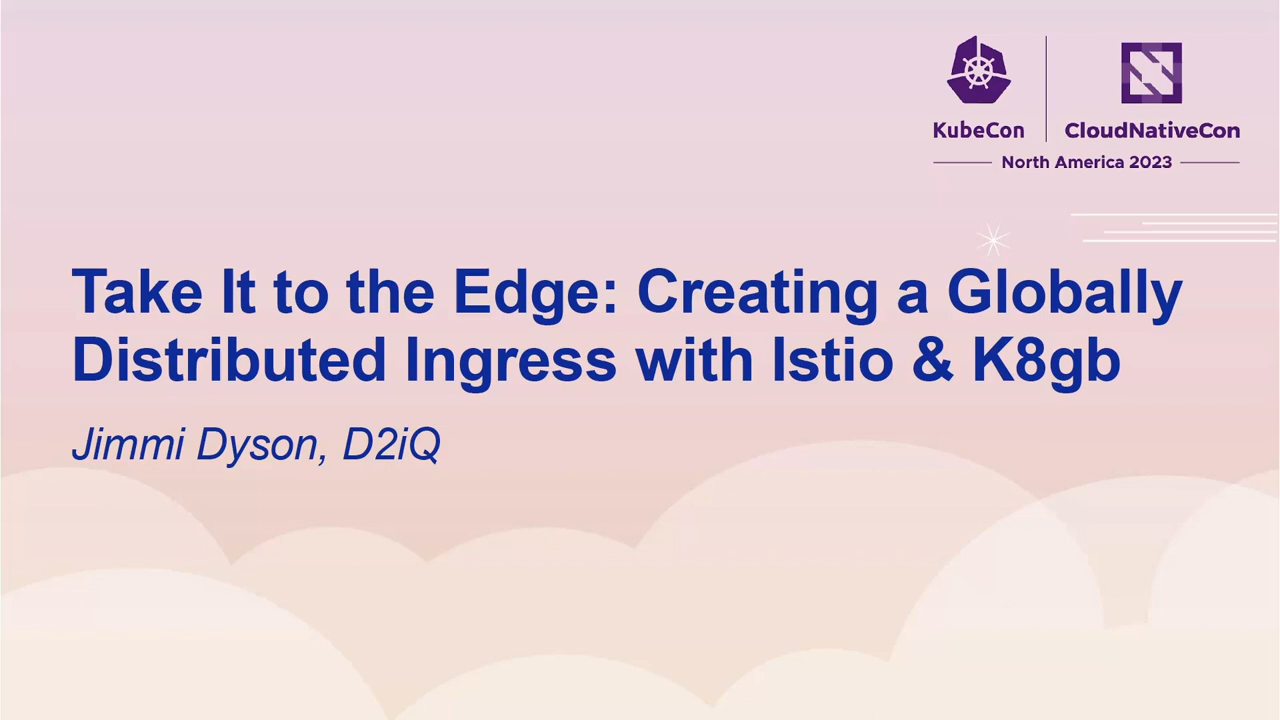 KubeCon
CloudNativeCon
North America 2023
Take It to the Edge: Creating a Globally
Distributed Ingress with Istio & K8gb
Jimmi Dyson, D2iQ